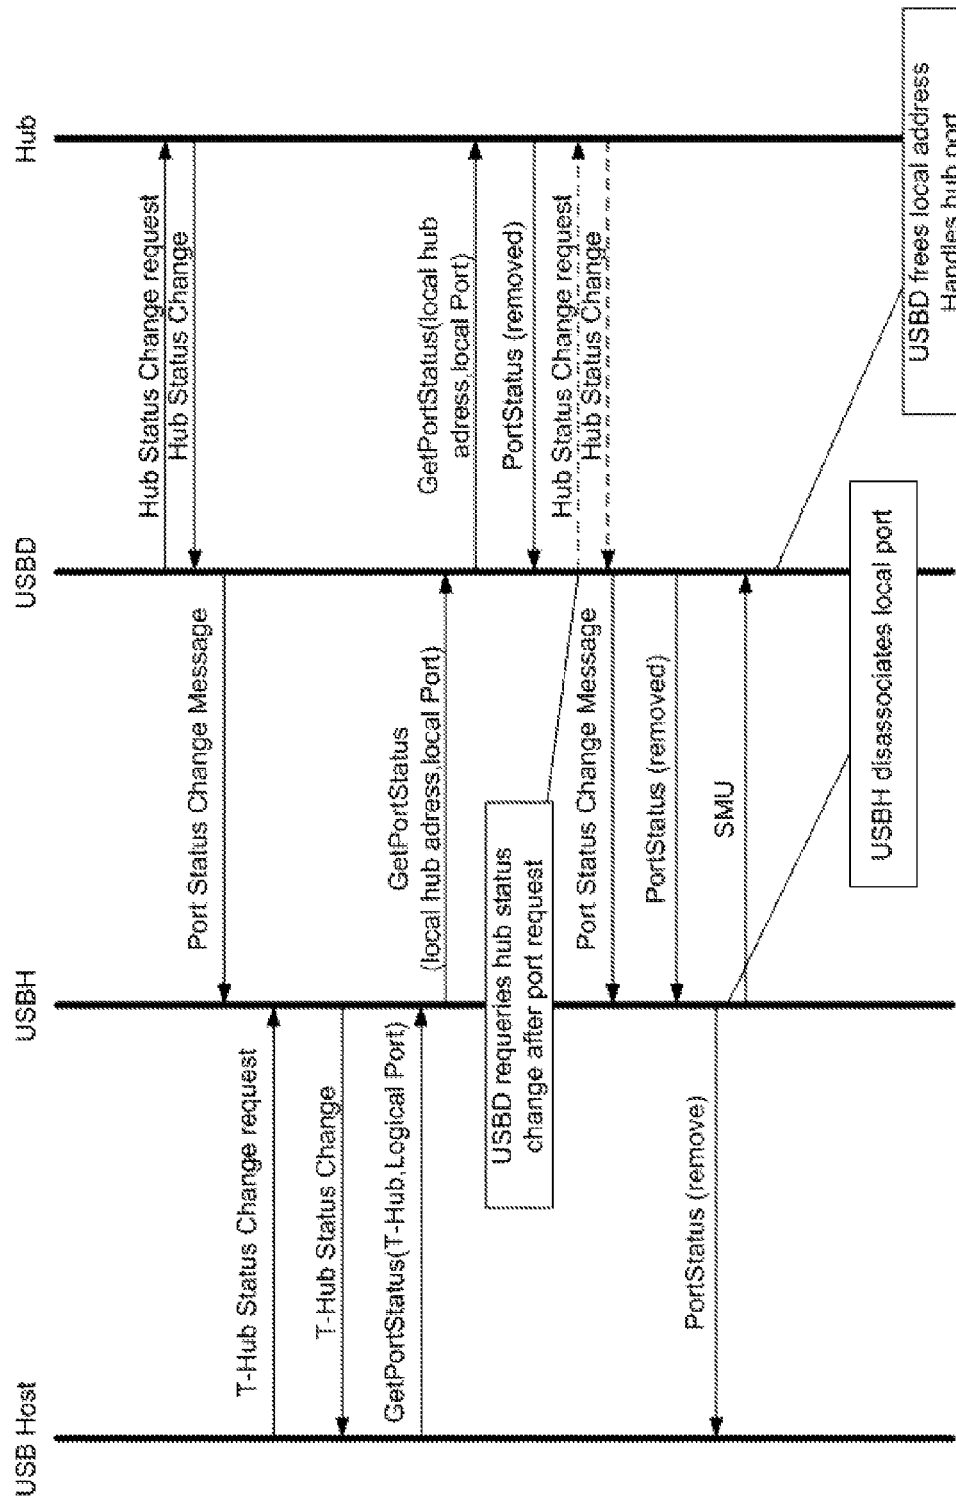 USB Host
USBH
USBD
Hub
Hub Status Change request
Hub Status Change
Port Status Change Message
T-Hub Status Change request
T-Hub Status Change
GetPortStatus(T-Hub,Logical Port)
GetPortStatus
(local hub adress,local Port)
GetPortStatus(local hub
adress,local Port)
PortStatus (removed)
Hub Status Change request
Hub Status Change
USBD requeries hub status
change after port request
Port Status Change Message
PortStatus (removed)
PortStatus (remove)
SMU
USBH disassociates local port
USBD frees local address
Handles hub port